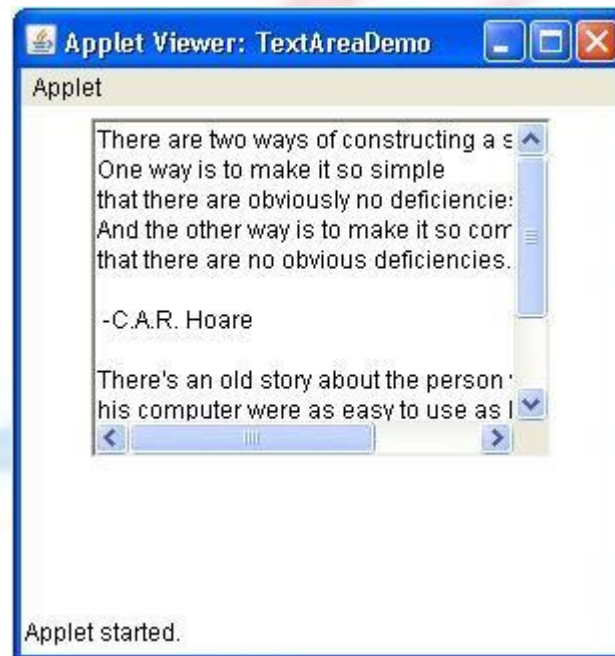 Applet Viewer: TextAreaDemo
Applet
There are two ways of constructing a s
One way is to make it so simple
that there are obviously no deficiencies
And the other way is to make it so com
that there are no obvious deficiencies.
-C.A.R. Hoare
There's an old story about the person
his computer were as easy to use as
Applet started.